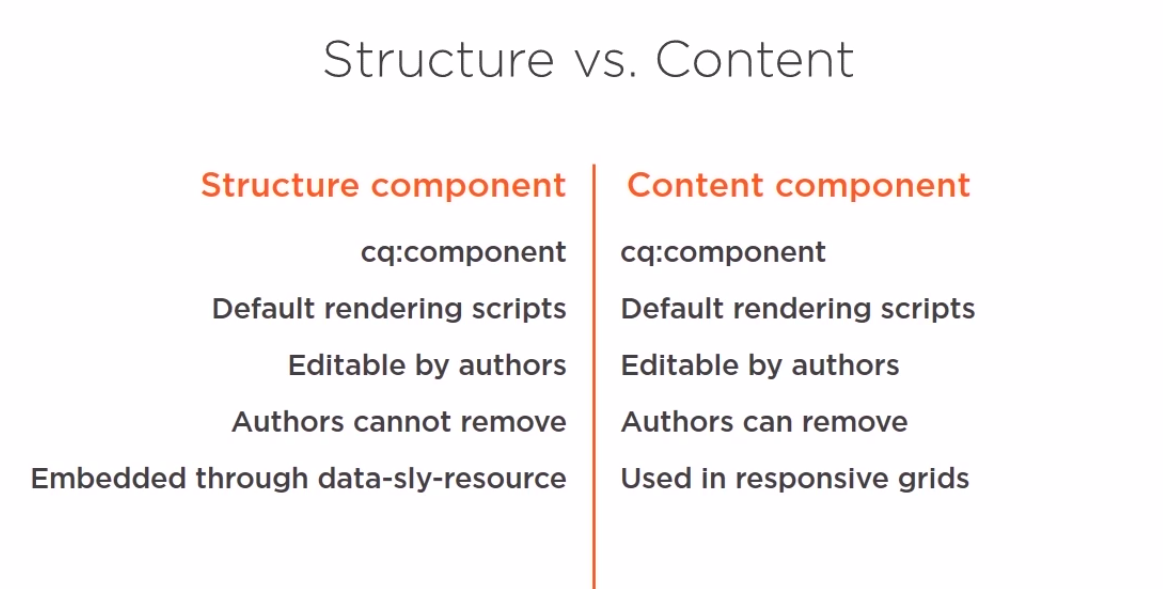 Structure vs. Content
Structure component
cq:component
Default rendering scripts
Editable by authors
Authors cannot remove
Embedded through data-sly-resource
Content component
cq:component
Default rendering scripts
Editable by authors
Authors can remove
Used in responsive grids